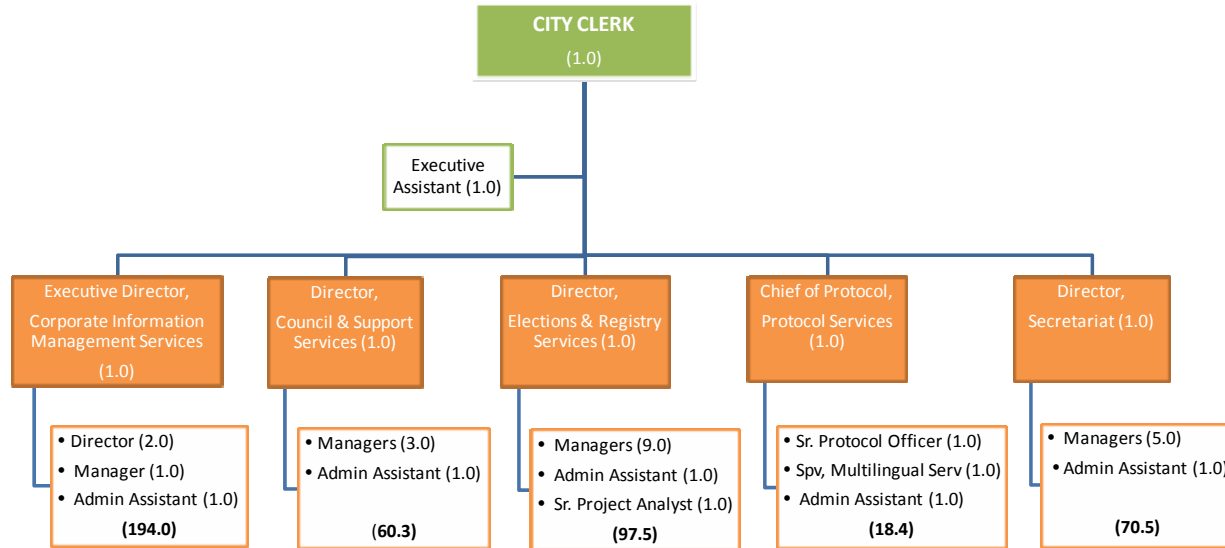 CITY CLERK
(1.0)
Executive
Assistant (1.0)
Executive Director,
Corporate Information
Management Services
(1.0)
Director,
Council & Support
Services (1.0)
Director,
Elections & Registry
Services (1.0)
Chief of Protocol,
Protocol Services
(1.0)
Director,
Secretariat (1.0)
• Director (2.0)
• Manager (1.0)
• Admin Assistant (1.0)
(194.0)
• Managers (3.0)
• Admin Assistant (1.0)
(60.3)
• Managers (9.0)
• Admin Assistant (1.0)
• Sr. Project Analyst (1.0)
(97.5)
• Sr. Protocol Officer (1.0)
• Spv, Multilingual Serv (1.0)
• Admin Assistant (1.0)
(18.4)
• Managers (5.0)
• Admin Assistant (1.0)
(70.5)